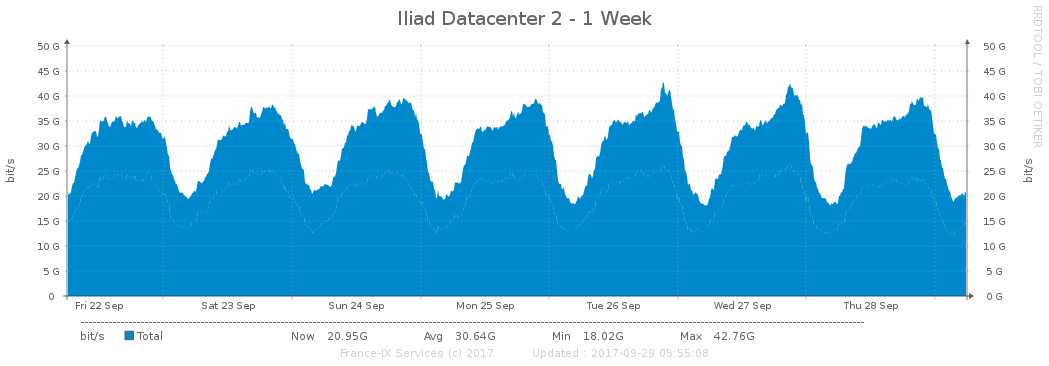 Iliad Datacenter 2 - 1 Week
RRDTOOL / TOBI OETIKER
50 G 50 G
45 G 45 G
40 G 40 G
35 G 35 G
30 G 30 G
25 G 25 G
20 G 20 G
15 G 15 G
10 G 10 G
5 G 5 G
0 0 G
bit/s bit/s
Fri 22 Sep Sat 23 Sep Sun 24 Sep Mon 25 Sep Tue 26 Sep Wed 27 Sep Thu 28 Sep
bit/s Total Now 20.95G Avg 30.64G Min 18.02G Max 42.76G
France-IX Services (c) 2017 Updated : 2017-09-29 05:55:08